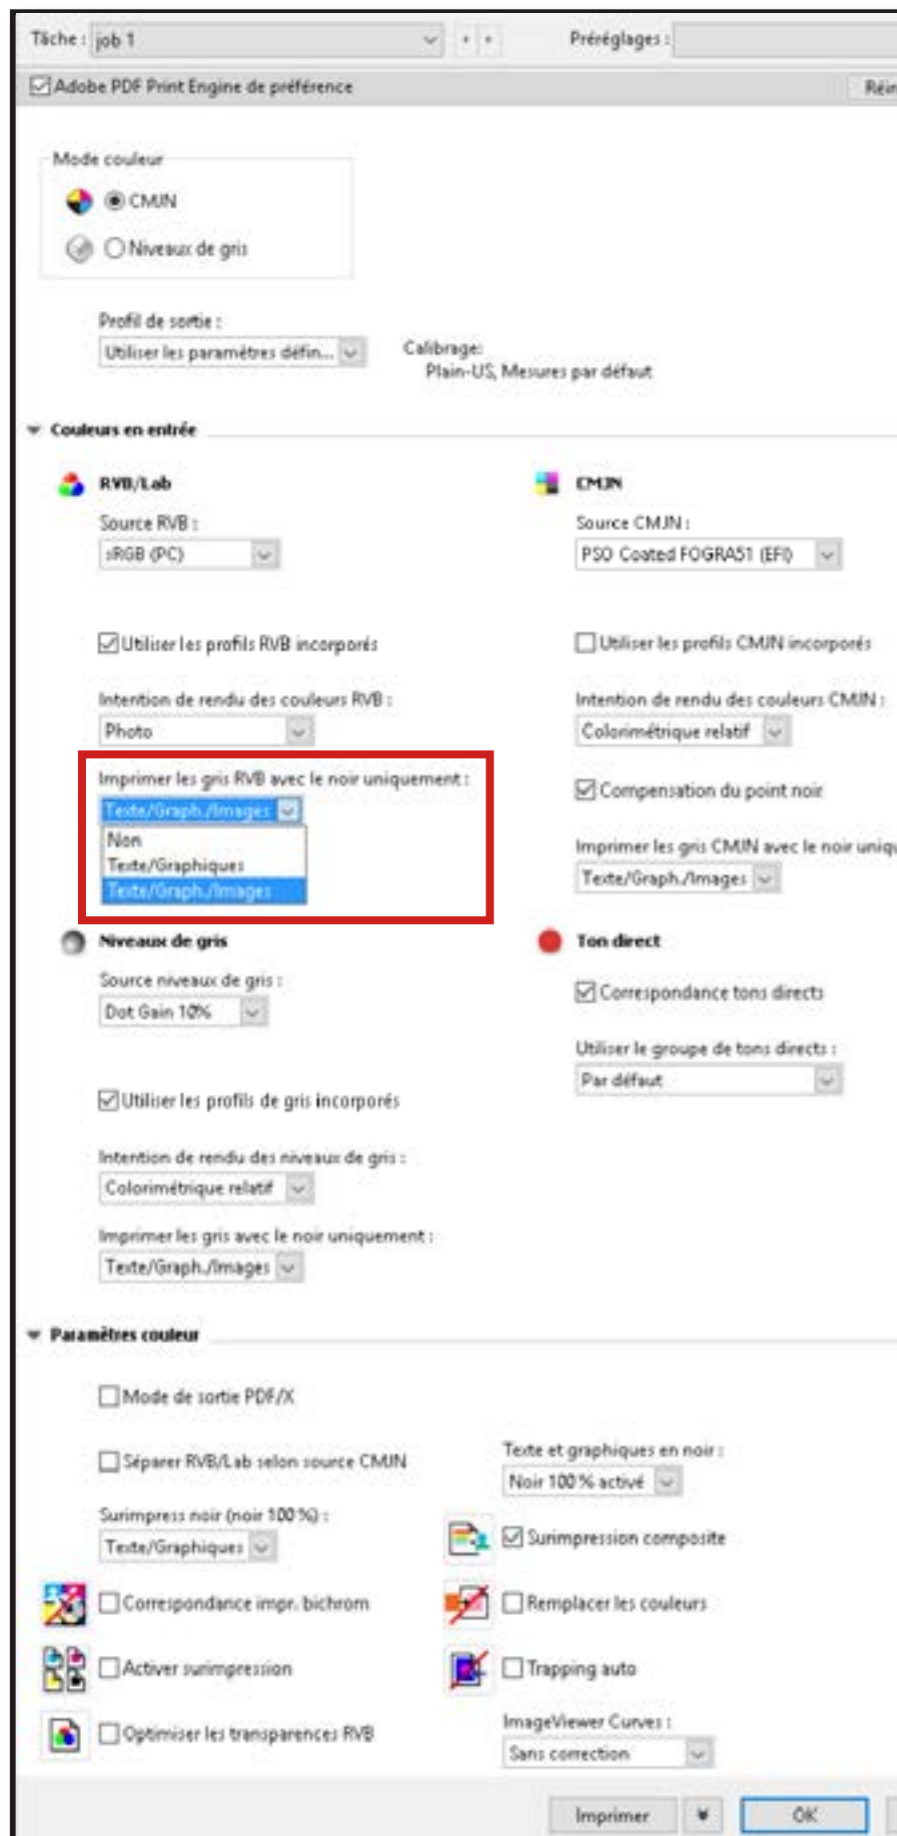 Tâche : job 1 Préréglages :
Adobe PDF Print Engine de préférence
Mode couleur
CMJN
Niveaux de gris
Profil de sortie :
Utiliser les paramètres défin...
Calibrage:
Plain-US, Mesures par défaut
Couleurs en entrée
RVB/Lab
Source RVB :
sRGB (PC)
Utiliser les profils RVB incorporés
Intention de rendu des couleurs RVB :
Photo
Imprimer les gris RVB avec le noir uniquement :
Texte/Graph./Images
Non
Texte/Graphiques
Texte/Graph./Images
CMJN
Source CMJN :
PSO Coated FOGRA51 (EFI)
Utiliser les profils CMJN incorporés
Intention de rendu des couleurs CMJN :
Colorimétrique relatif
Compensation du point noir
Imprimer les gris CMJN avec le noir uniqu
Texte/Graph./Images
Niveaux de gris
Source niveaux de gris :
Dot Gain 10%
Utiliser les profils de gris incorporés
Intention de rendu des niveaux de gris :
Colorimétrique relatif
Imprimer les gris avec le noir uniquement :
Texte/Graph./Images
Ton direct
Correspondance tons directs
Utiliser le groupe de tons directs :
Par défaut
Paramètres couleur
Mode de sortie PDF/X
Séparer RVB/Lab selon source CMJN
Texte et graphiques en noir :
Noir 100 % activé
Surimpress noir (noir 100 %) :
Texte/Graphiques
Surimpression composite
Correspondance impr. bichrom
Remplacer les couleurs
Activer surimpression
Trapping auto
Optimiser les transparences RVB
ImageViewer Curves :
Sans correction
Imprimer OK